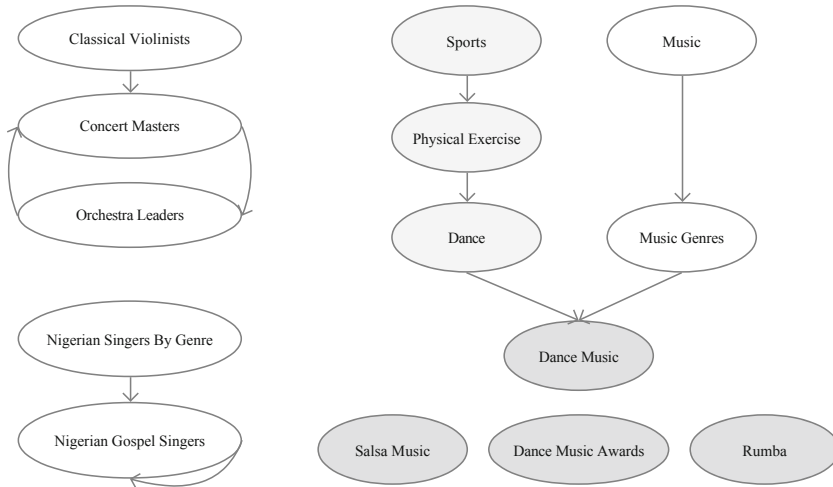 Classical Violinists
Concert Masters
Orchestra Leaders
Nigerian Singers By Genre
Nigerian Gospel Singers
Sports
Music
Physical Exercise
Dance
Music Genres
Dance Music
Salsa Music
Dance Music Awards
Rumba